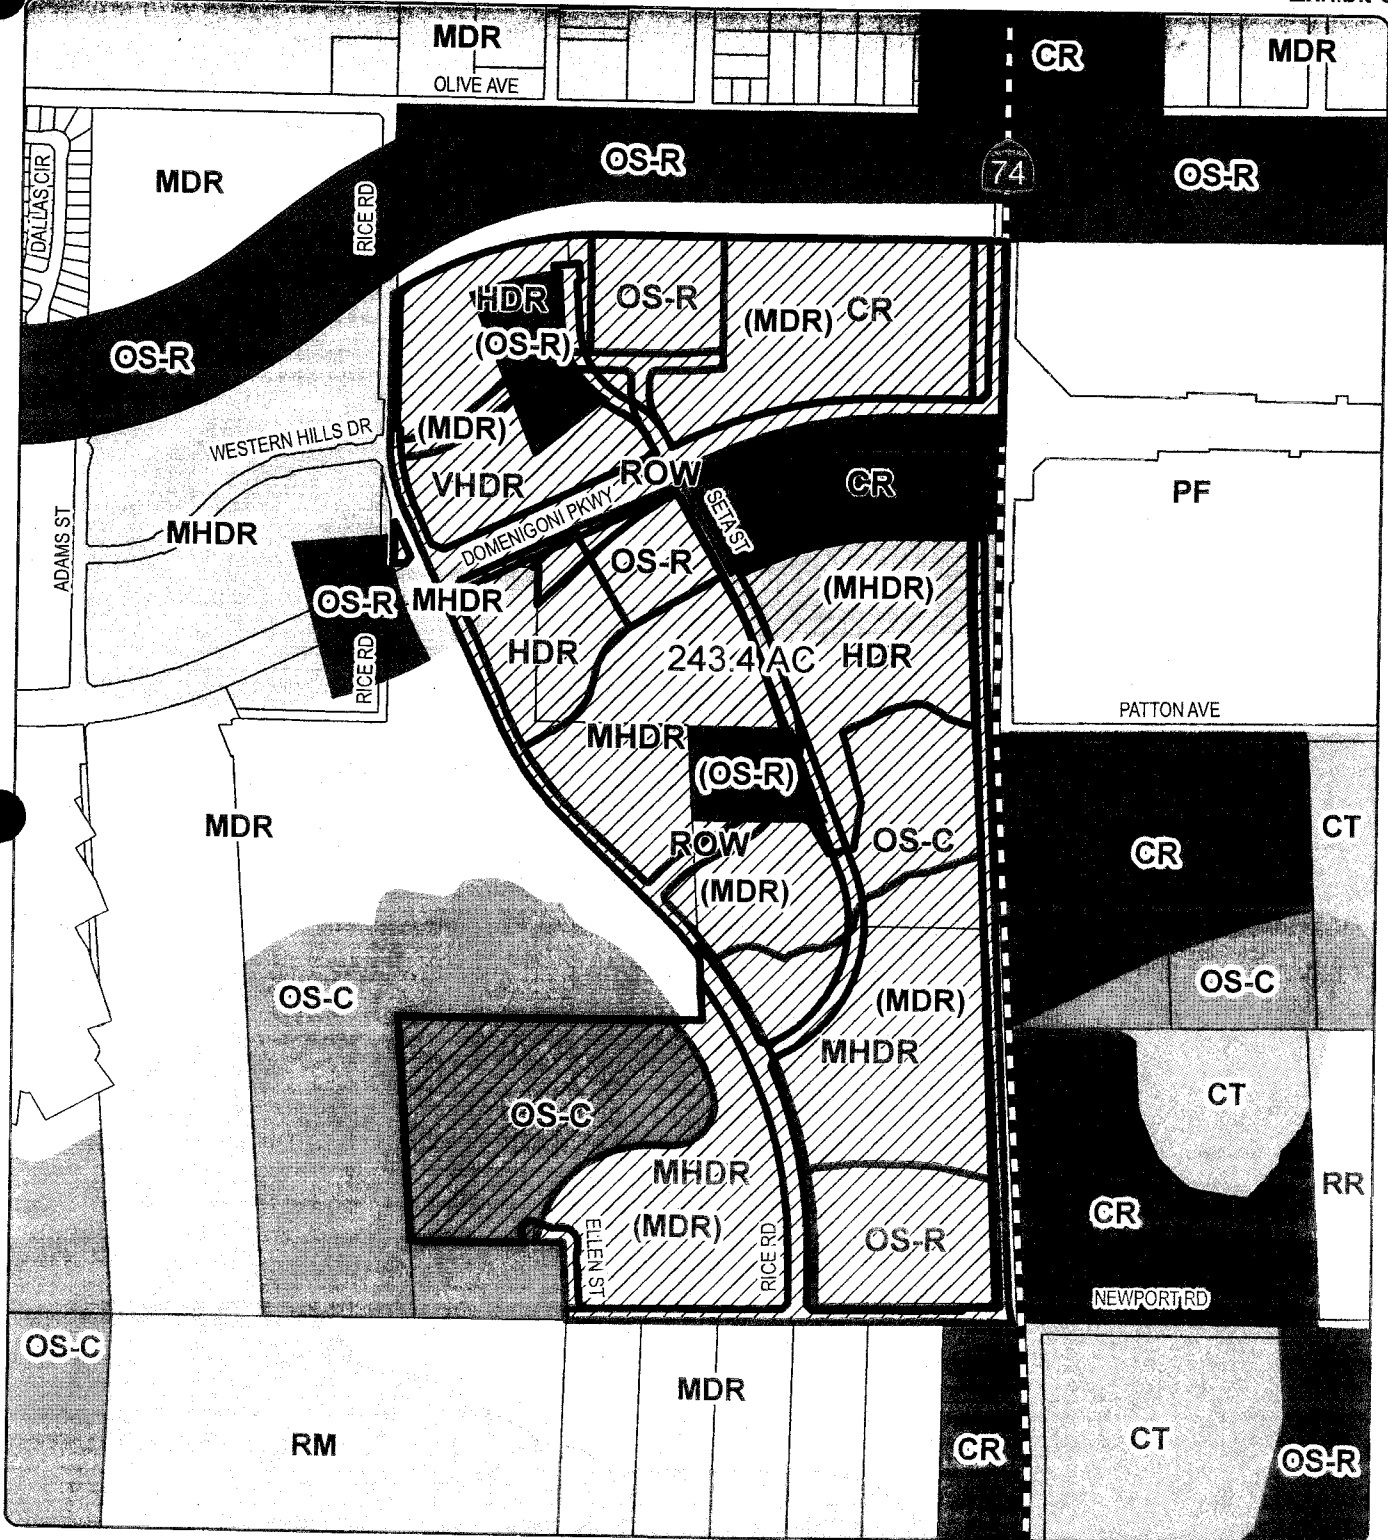 MDR
CR
MDR
OLIVE AVE
OS-R
74
OS-R
MDR
DALLAS CIR
RICE RD
HDR
OS-R
(MDR) CR
(OS-R)
OS-R
(MDR)
WESTERN HILLS DR
VHDR
ROW
CR
PF
SETA ST
DOMENIGONI PKWY
MHDR
ADAMS ST
OS-R
(MHDR)
OS-R
MHDR
HDR
243.4 AC
HDR
RICE RD
PATTON AVE
MHDR
(OS-R)
MDR
ROW
OS-C
CR
CT
(MDR)
OS-C
OS-C
(MDR)
MHDR
CT
OS-C
MHDR
RR
(MDR)
ELLEN ST
RICE RD
OS-R
CR
NEWPORT RD
OS-C
MDR
RM
CR
CT
OS-R